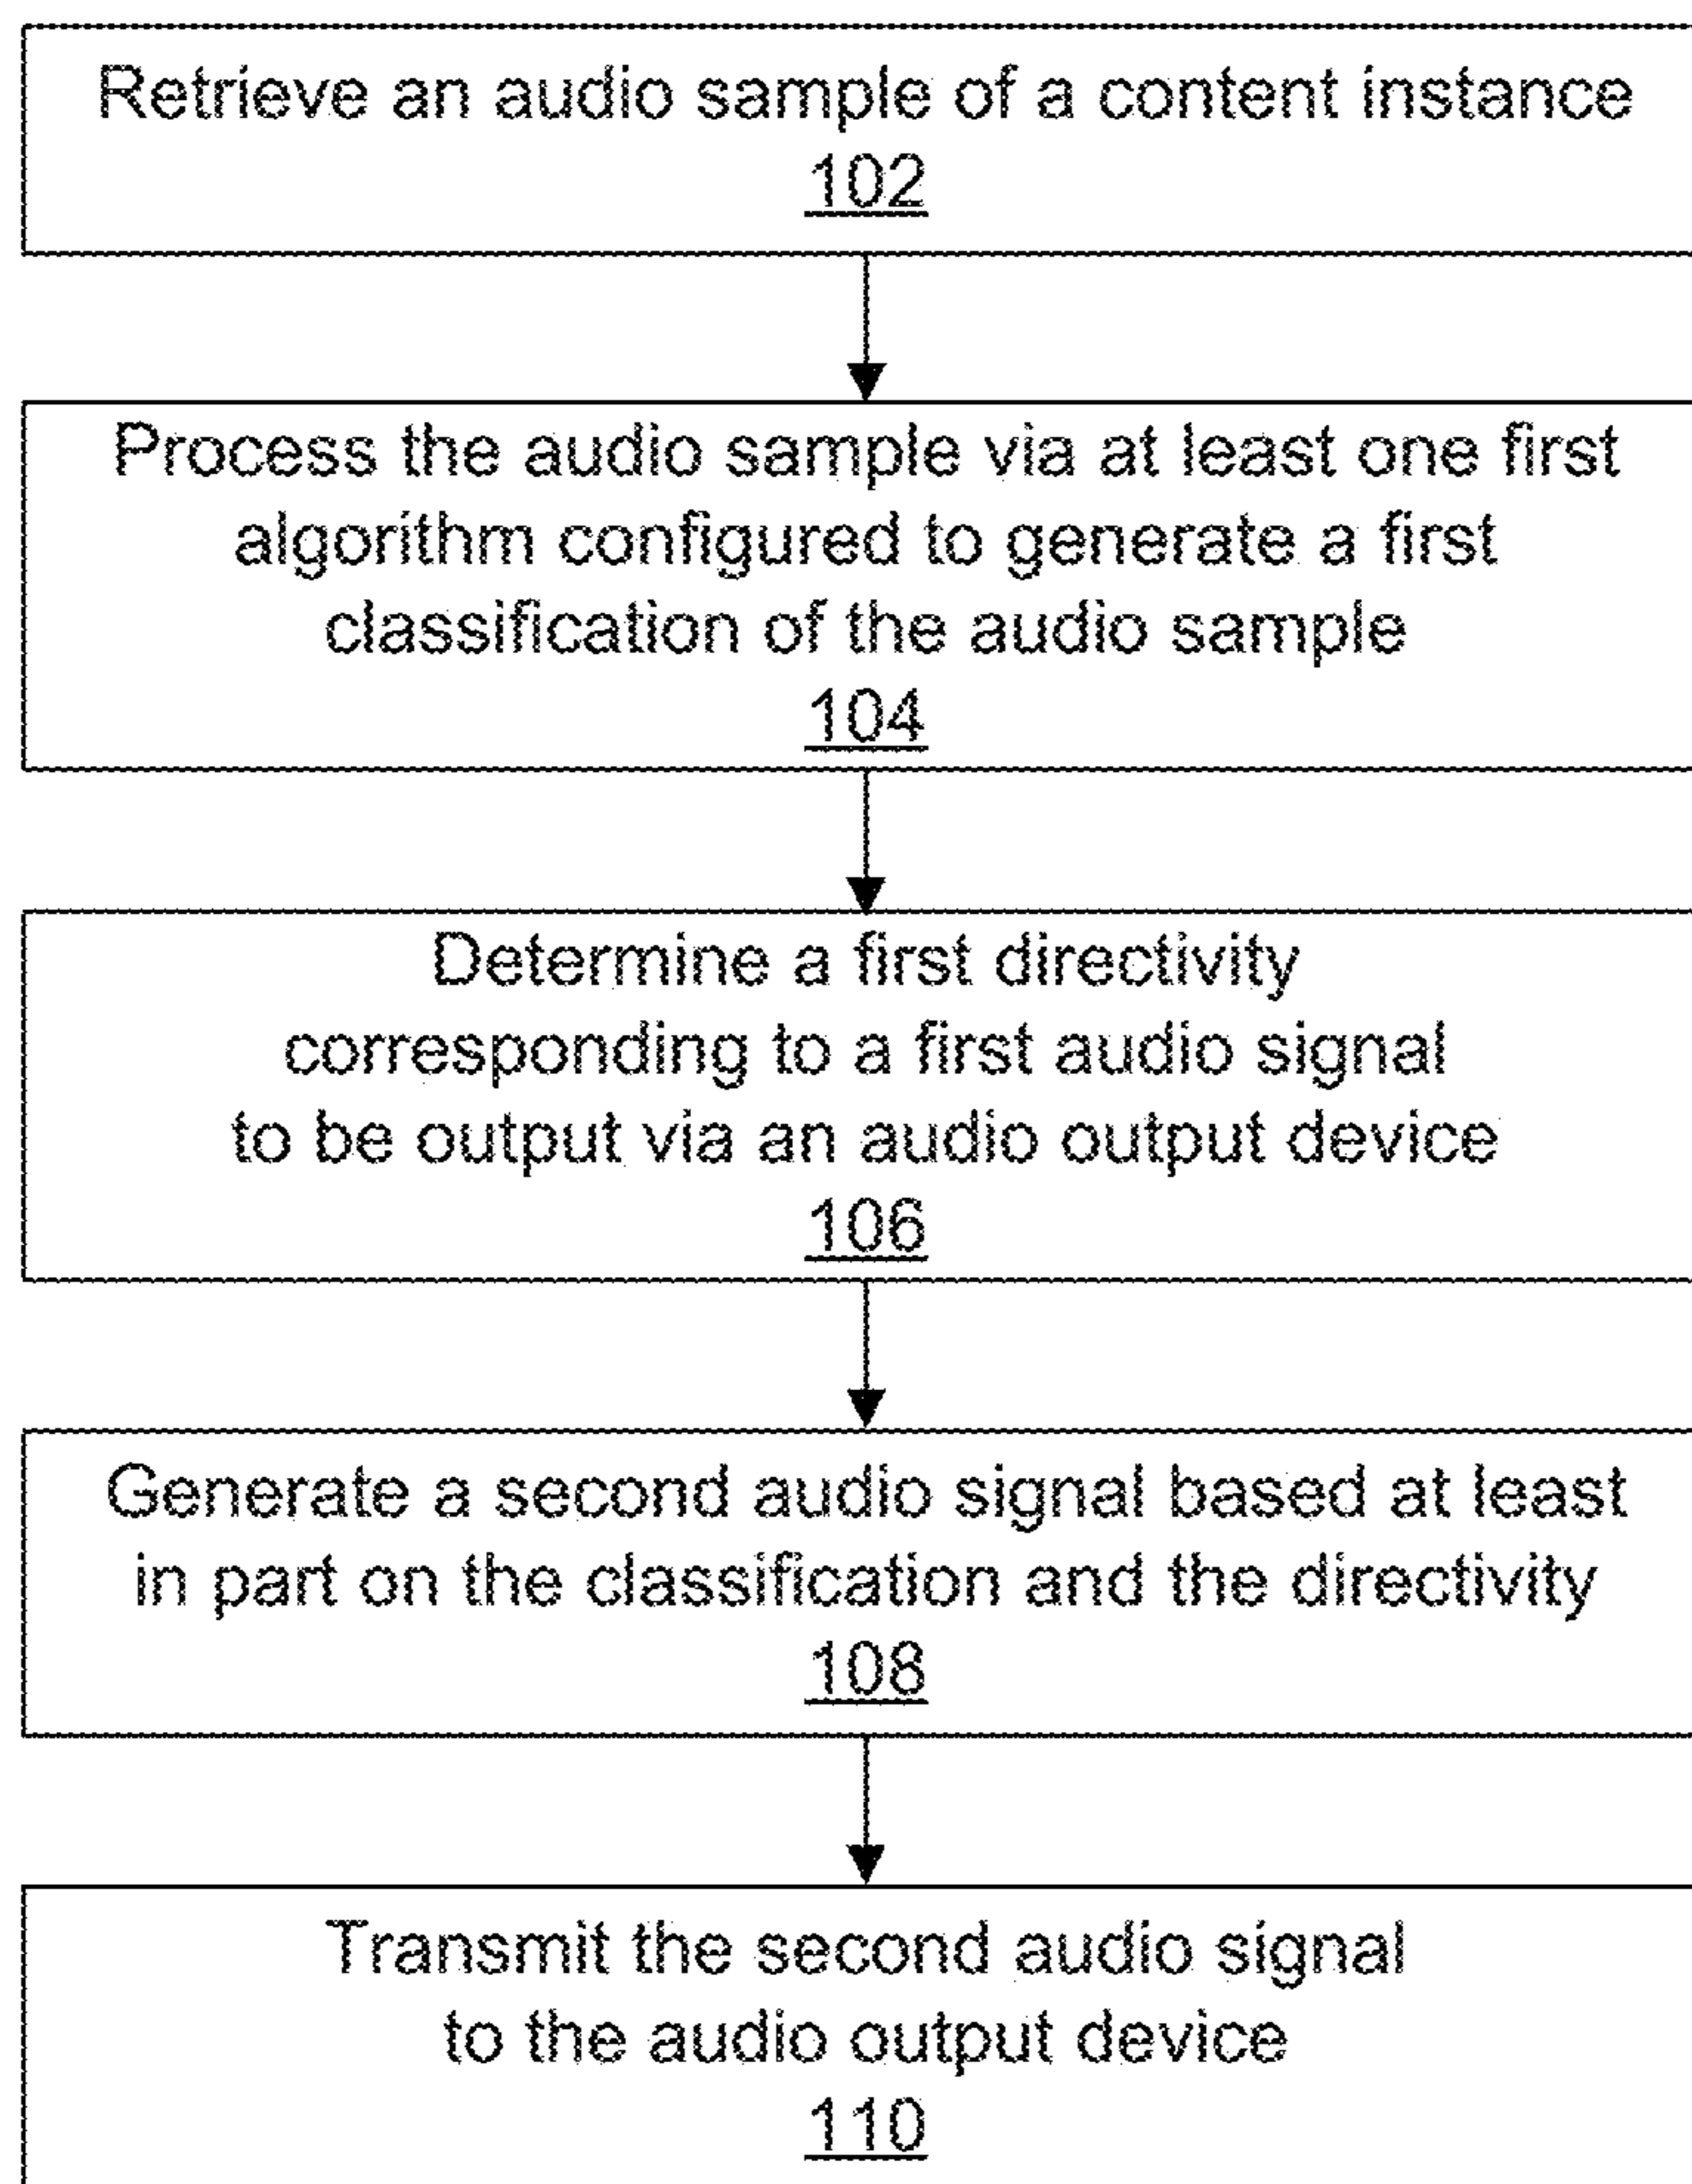 Retrieve an audio sample of a content instance
102
Process the audio sample via at least one first
algorithm configured to generate a first
classification of the audio sample
104
Determine a first directivity
corresponding to a first audio signal
to be output via an audio output device
106
Generate a second audio signal based at least
in part on the classification and the directivity
108
Transmit the second audio signal
to the audio output device
110